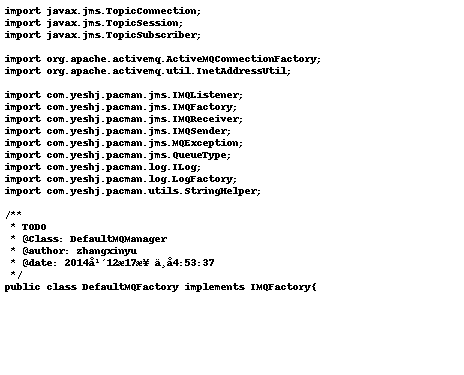 import javax.jms.TopicConnection;
import javax.jms.TopicSession;
import javax.jms.TopicSubscriber;

import org.apache.activemq.ActiveMQConnectionFactory;
import org.apache.activemq.util.InetAddressUtil;

import com.yeshj.pacman.jms.IMQListener;
import com.yeshj.pacman.jms.IMQFactory;
import com.yeshj.pacman.jms.IMQReceiver;
import com.yeshj.pacman.jms.IMQSender;
import com.yeshj.pacman.jms.MQException;
import com.yeshj.pacman.jms.QueueType;
import com.yeshj.pacman.log.ILog;
import com.yeshj.pacman.log.LogFactory;
import com.yeshj.pacman.utils.StringHelper;

/**
 * TODO
 * @Class: DefaultMQManager
 * @author: zhangxinyu
 * @date: 2014å¹´12æ17æ¥ ä¸å4:53:37
 */
public class DefaultMQFactory implements IMQFactory{